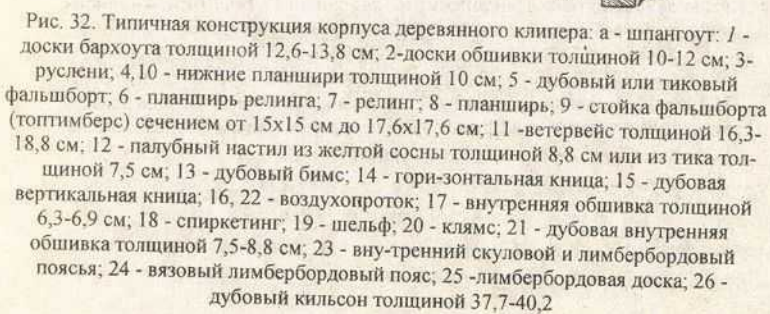 Рис. 32. Типичная конструкция корпуса деревянного клипера: а - шпангоут: 1 -
доски бархоута толщиной 12,6-13,8 см; 2-доски обшивки толщиной 10-12 см; 3-
руслени; 4,10 - нижние планшири толщиной 10 см; 5 - дубовый или тиковый
фальшборт; 6 - планширь релинга; 7 - релинг; 8 - планширь; 9 - стойка фальшборта
(топтимберс) сечением от 15х15 см до 17,6х17,6 см; 11 -ветервейс толщиной 16,3-
18,8 см; 12 - палубный настил из желтой сосны толщиной 8,8 см или из тика тол-
щиной 7,5 см; 13 - дубовый бимс; 14 - гори-зонтальная кница; 15 - дубовая
вертикальная кница; 16, 22 - воздухопроток; 17 - внутренняя обшивка толщиной
6,3-6,9 см; 18 - спиркетинг; 19 - шельф; 20 - клямс; 21 - дубовая внутренняя
обшивка толщиной 7,5-8,8 см; 23 - вну-тренний скуловой и лимбербордовый
поясья; 24 - вязовый лимбербордовый пояс; 25 -лимбербордовая доска; 26 -
дубовый кильсон толщиной 37,7-40,2